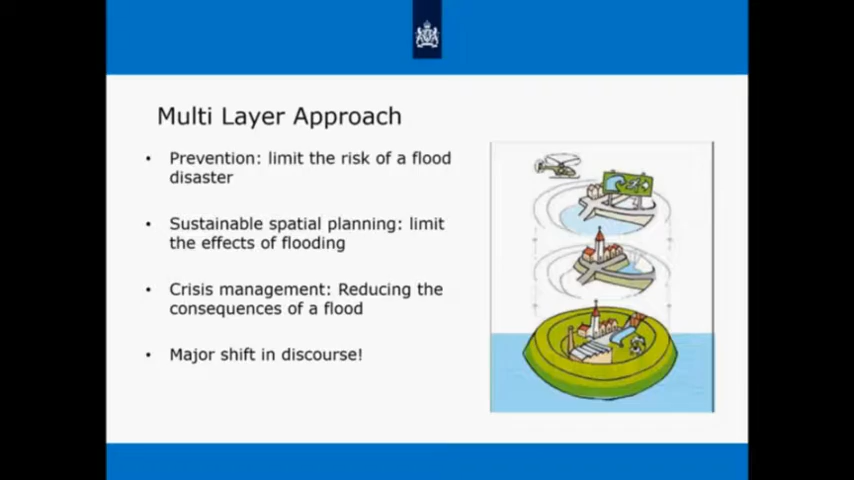 Multi Layer Approach
• Prevention: limit the risk of a flood
disaster
• Sustainable spatial planning: limit
the effects of flooding
• Crisis management: Reducing the
consequences of a flood
• Major shift in discourse!